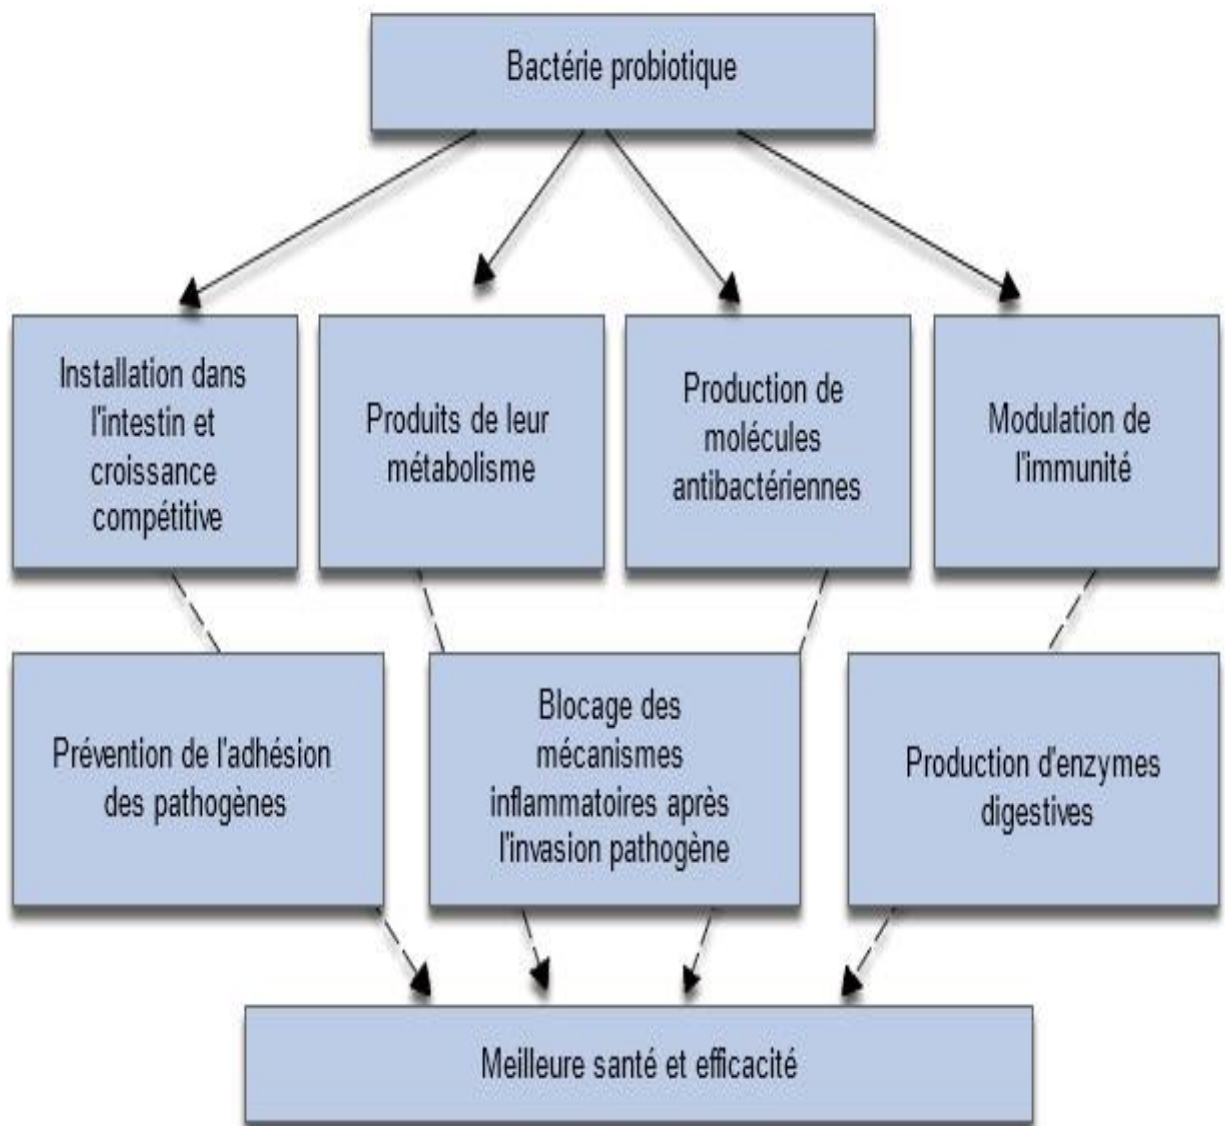 Bactérie probiotique
Installation dans
l'intestin et
croissance
compétitive
Produits de leur
métabolisme
Production de
molécules
antibactériennes
Modulation de
l'immunité
Prévention de l'adhésion
des pathogènes
Blocage des
mécanismes
inflammatoires après
l'invasion pathogène
Production d'enzymes
digestives
Meilleure santé et efficacité